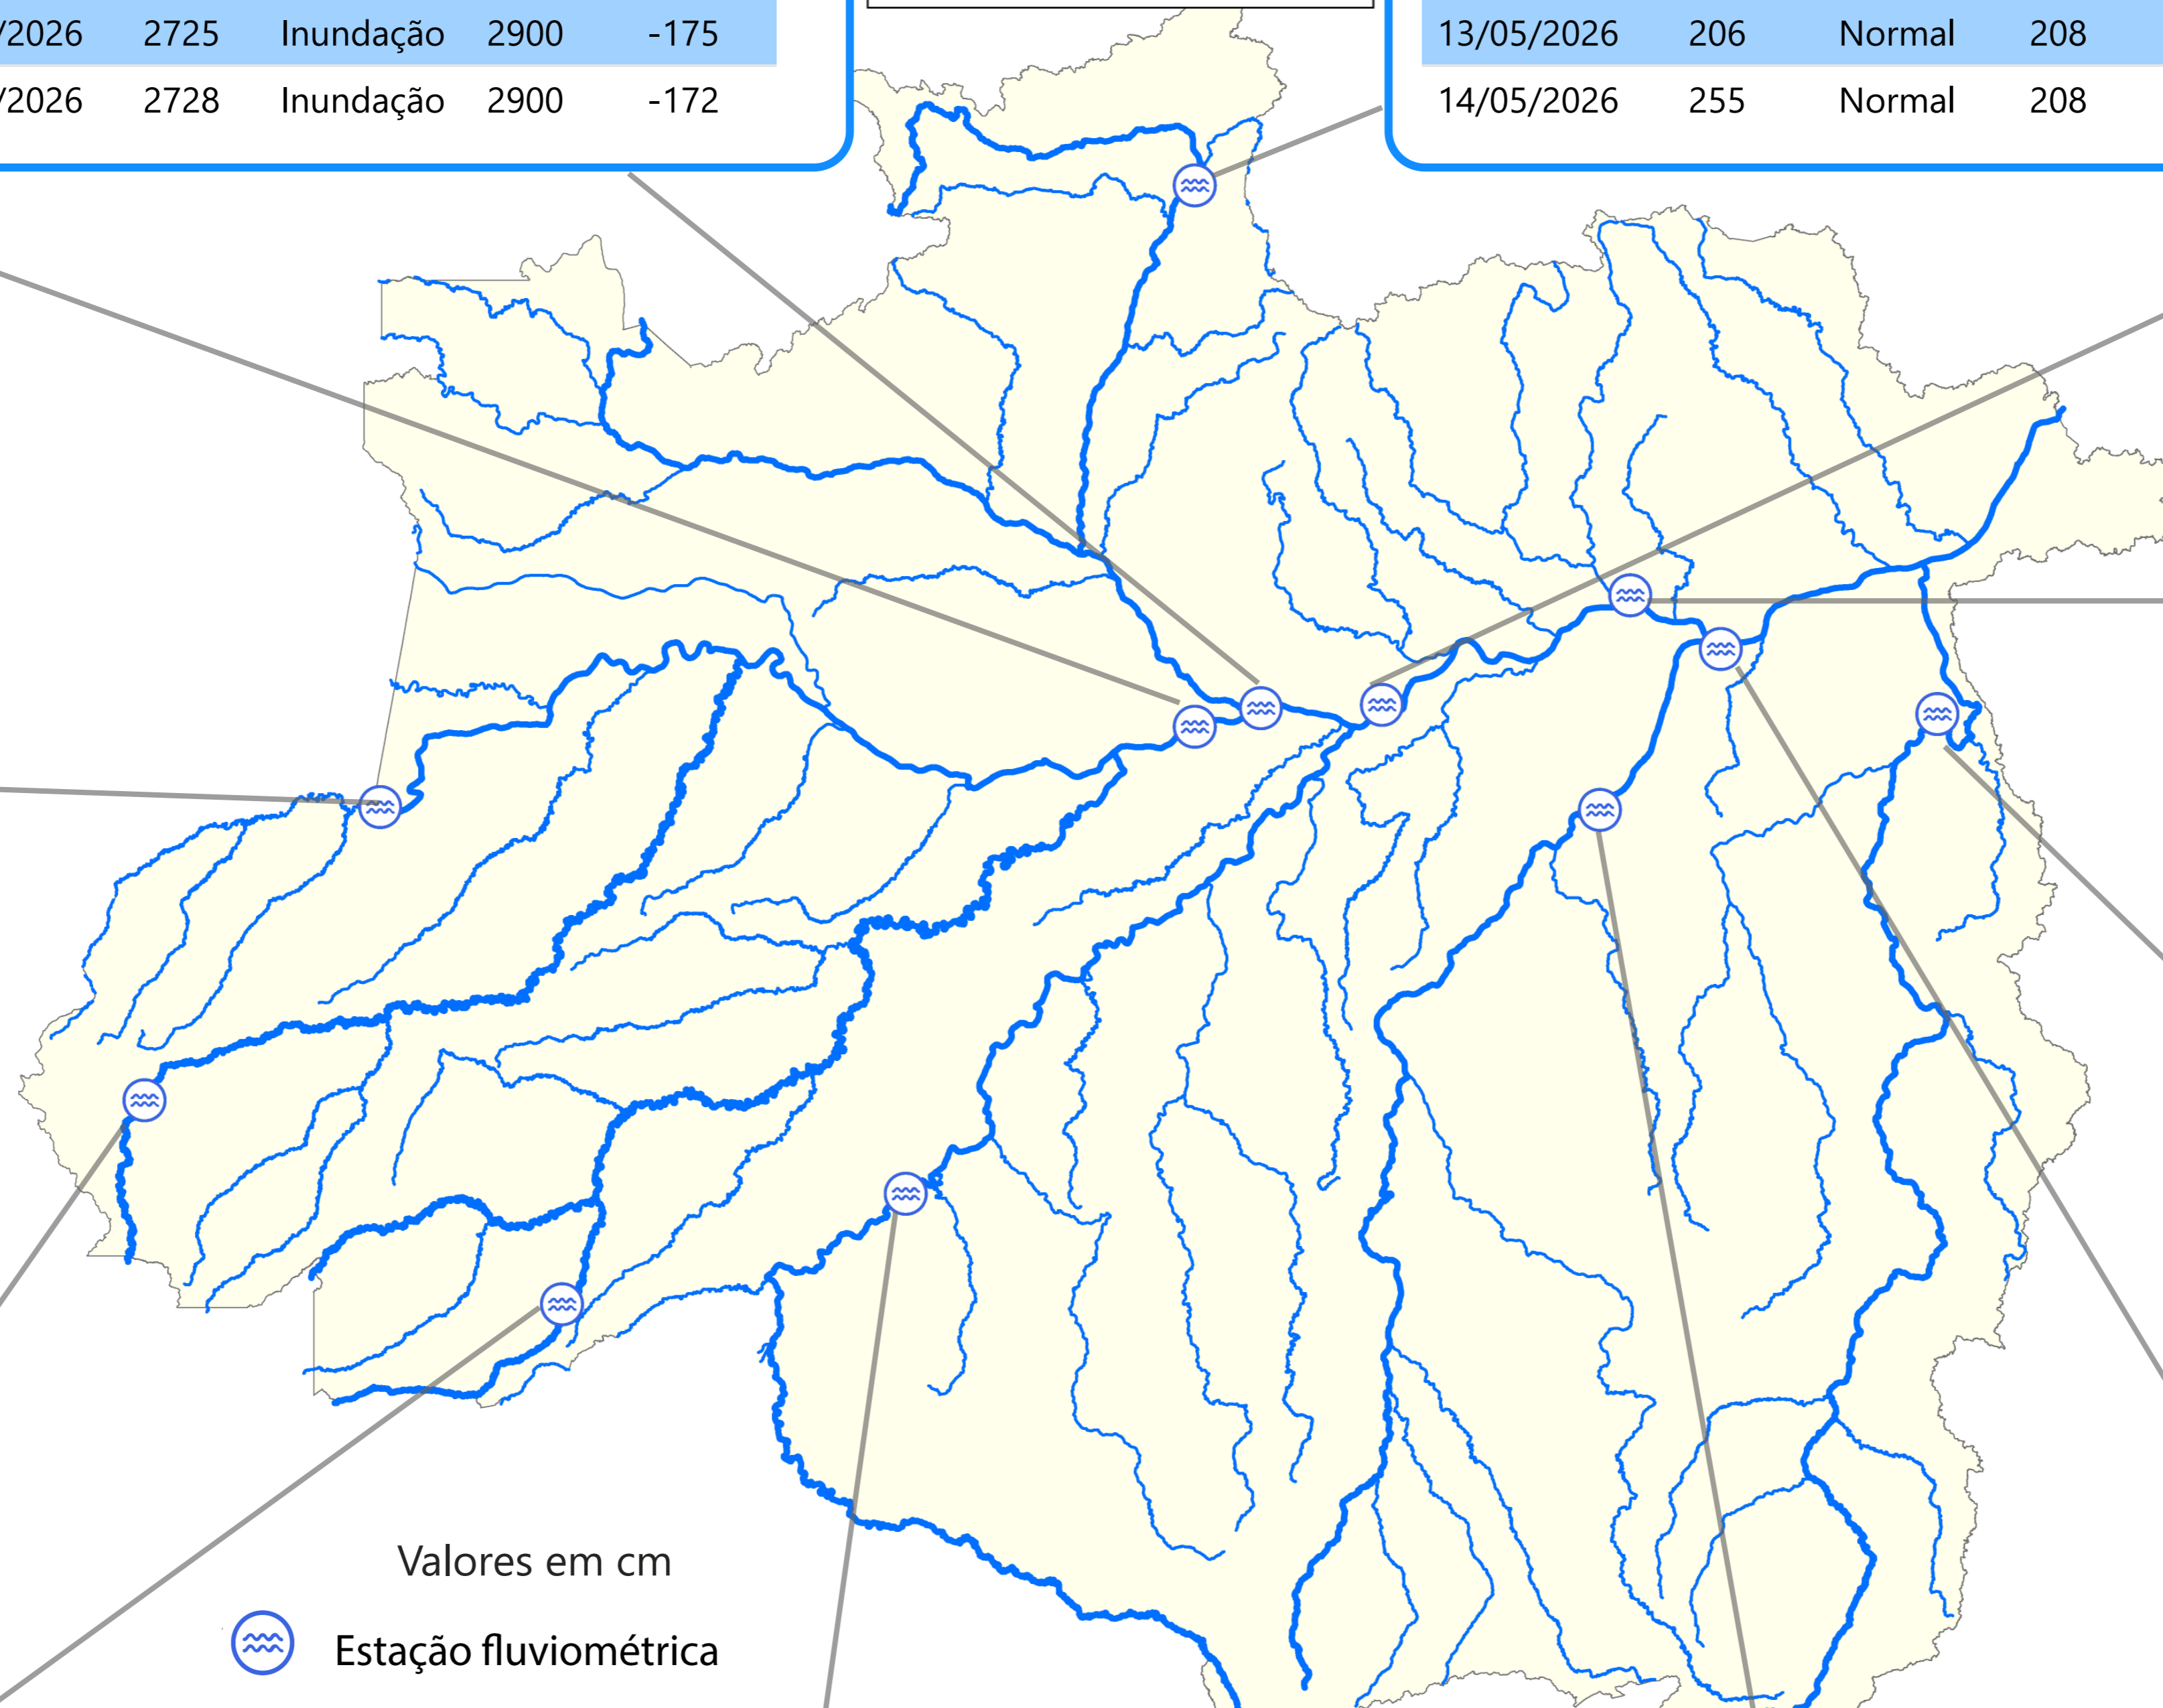 /2026 2725 Inundação 2900 -175
/2026 2728 Inundação 2900 -172
13/05/2026 206 Normal 208
14/05/2026 255 Normal 208
Valores em cm
Estação fluviométrica